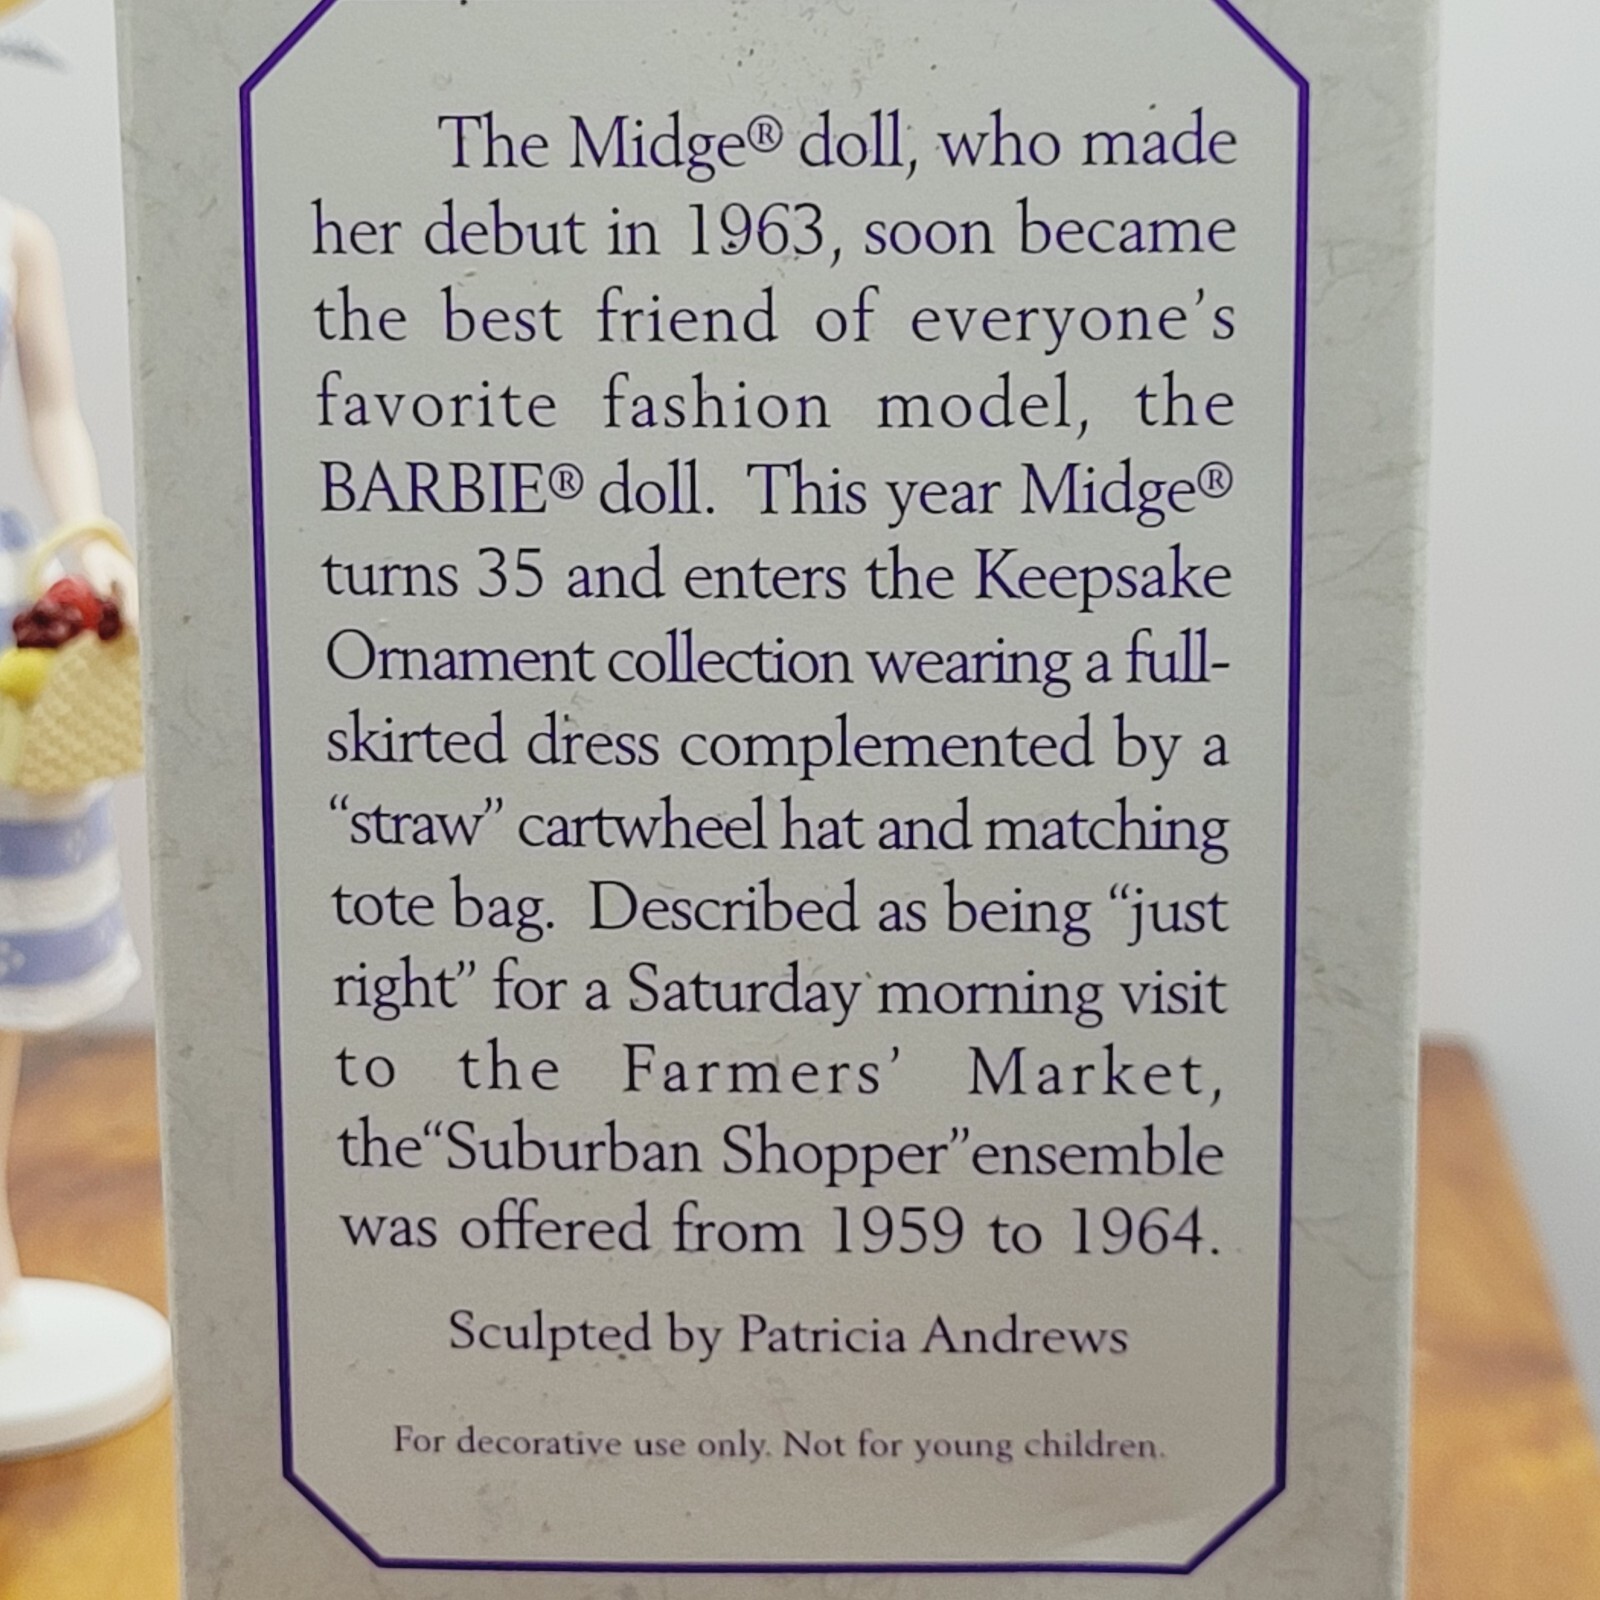 The Midge® doll, who made
her debut in 1963, soon became
the best friend of everyone's
favorite fashion model, the
BARBIE® doll. This year Midge®
turns 35 and enters the Keepsake
Ornament collection wearing a full-
skirted dress complemented by a
“straw” cartwheel hat and matching
tote bag. Described as being “just
right” for a Saturday morning visit
to the Farmers’ Market,
the“Suburban Shopper”ensemble
was offered from 1959 to 1964.
Sculpted by Patricia Andrews
For decorative use only. Not for young children.